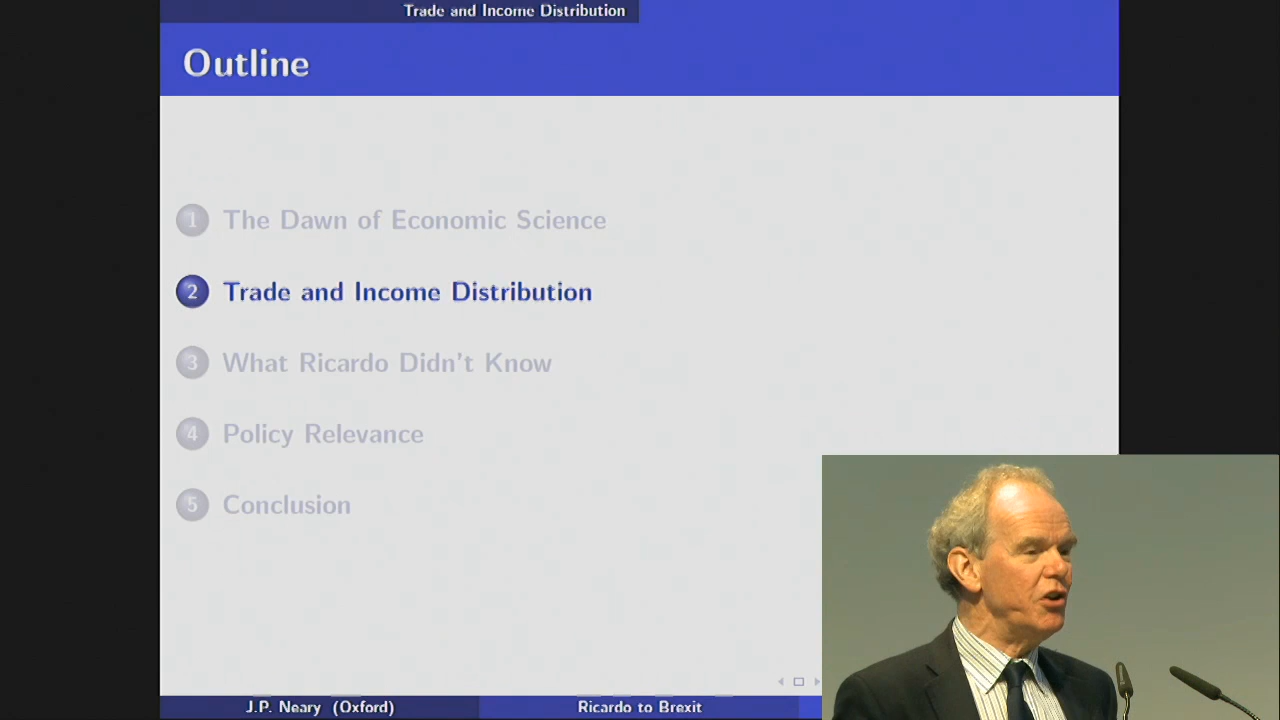 Trade and Income Distribution
Outline
1 The Dawn of Economic Science
2 Trade and Income Distribution
3 What Ricardo Didn't Know
4 Policy Relevance
5 Conclusion
J.P. Neary (Oxford) Ricardo to Brexit